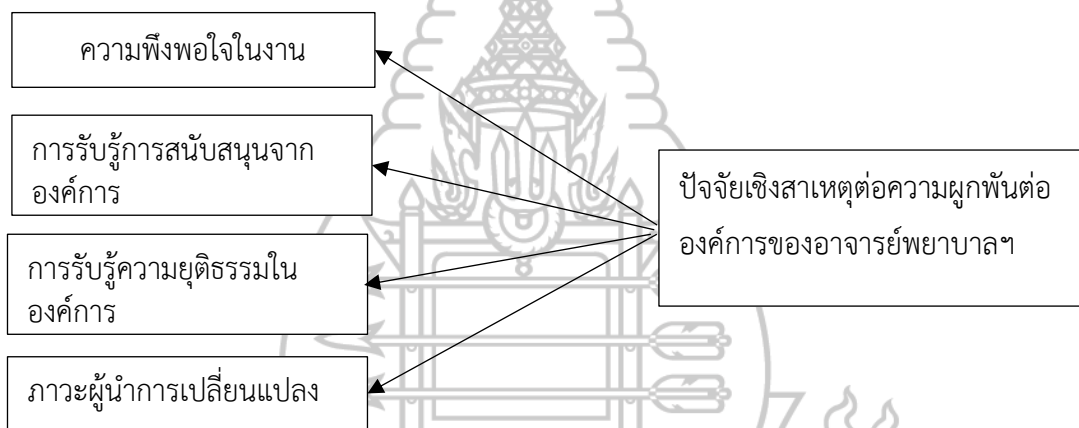 ความพึงพอใจในงาน
การรับรู้การสนับสนุนจาก
องค์การ
ปัจจัยเชิงสาเหตุต่อความผูกพันต่อ
องค์การของอาจารย์พยาบาลฯ
การรับรู้ความยุติธรรมใน
องค์การ
ภาวะผู้นำการเปลี่ยนแปลง